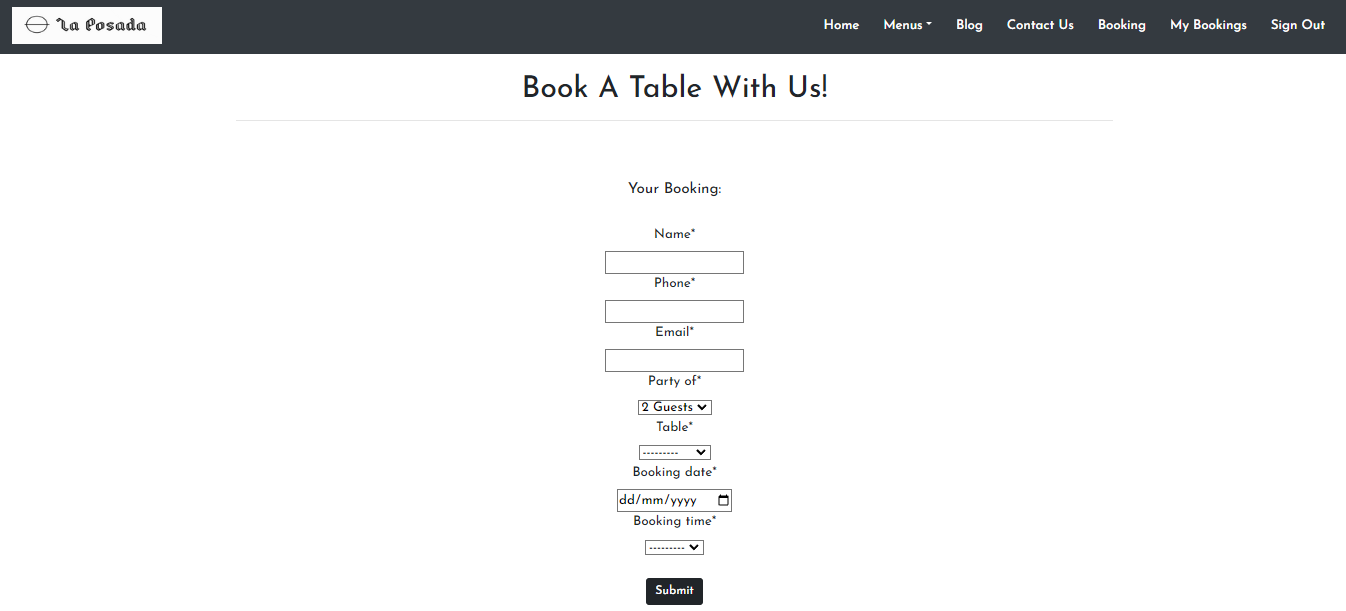 La Posada
Home Menus Blog Contact Us Booking My Bookings Sign Out
Book A Table With Us!
Your Booking:
Name*
Phone*
Email*
Party of*
2 Guests
Table*
---------
Booking date*
dd/mm/yyyy
Booking time*
---------
Submit